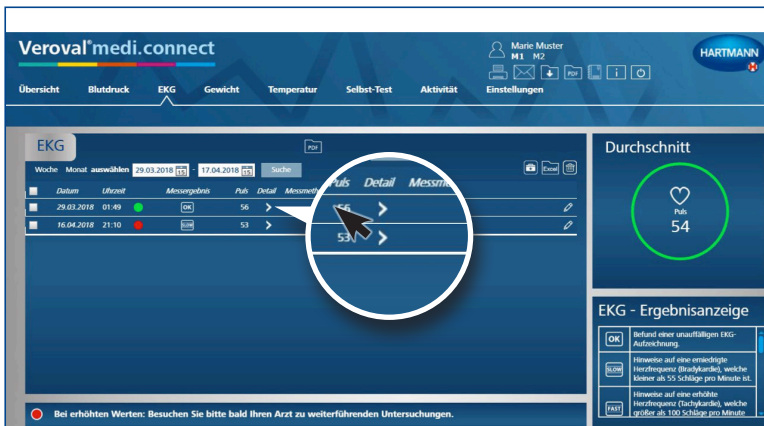 Veroval®medi.connect
Marie Muster
M1 M2
HARTMANN
PDF
Übersicht Blutdruck EKG Gewicht Temperatur Selbst-Test Aktivität Einstellungen
EKG
PDF
Woche Monat auswählen 29.03.2018 15 - 17.04.2018 15 Suche
Excel
Datum Uhrzeit Messergebnis Puls Detail Messmeth
29.03.2018 01:49 OK 56 >
16.04.2018 21:10 SLOW 53 >
Puls Detail Messme
56 >
53 >
Bei erhöhten Werten: Besuchen Sie bitte bald Ihren Arzt zu weiterführenden Untersuchungen.
Durchschnitt
Puls
54
EKG - Ergebnisanzeige
OK Befund einer unauffälligen EKG-
Aufzeichnung.
SLOW Hinweise auf eine erniedrigte
Herzfrequenz (Bradykardie), welche
kleiner als 55 Schläge pro Minute ist.
FAST Hinweise auf eine erhöhte
Herzfrequenz (Tachykardie), welche
größer als 100 Schläge pro Minute